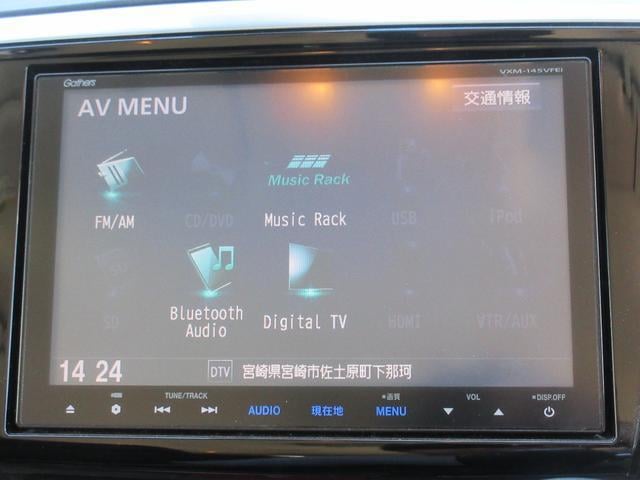 Gathers VXM-145VFEi
AV MENU 交通情報
FM/AM CD/DVD Music Rack Music Rack USB iPod
SD Bluetooth Audio Digital TV HDMI VTR/AUX
14 24 DTV 宮崎県宮崎市佐士原町下那珂
TUNE/TRACK ※画質 VOL ※DISP.OFF
AUDIO 現在地 MENU